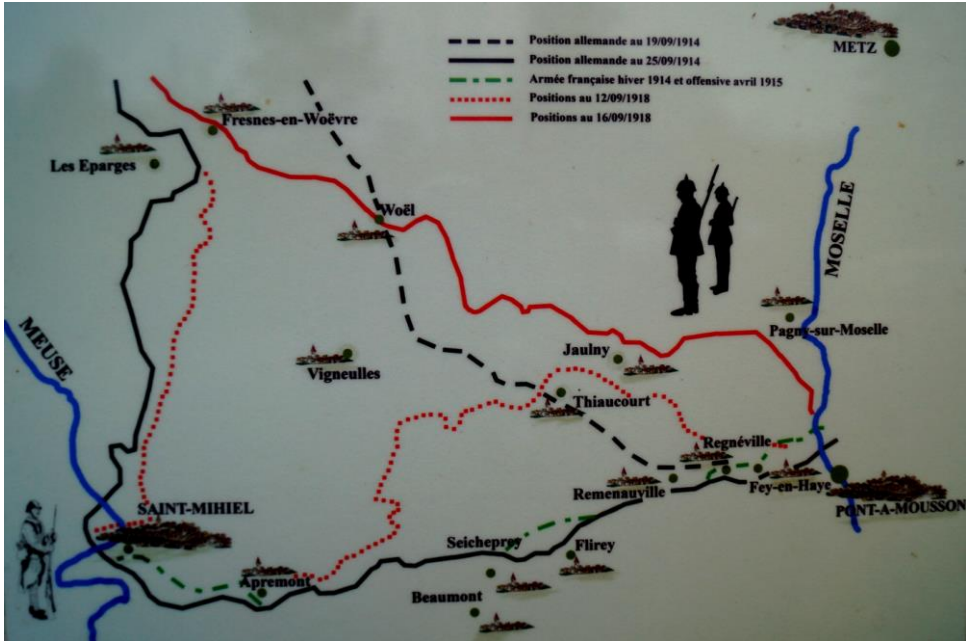 Position allemande au 19/09/1914
Position allemande au 25/09/1914
Armée française hiver 1914 et offensive avril 1915
Positions au 12/09/1918
Positions au 16/09/1918
METZ
Fresnes-en-Woëvre
Les Eparges
Woël
MOSELLE
MEUSE
Pagny-sur-Moselle
Jaulny
Vigneulles
Thiaucourt
Regnéville
Remenauville
Fey-en-Haye
PONT-A-MOUSSON
SAINT-MIHIEL
Seicheprey
Flirey
Apremont
Beaumont